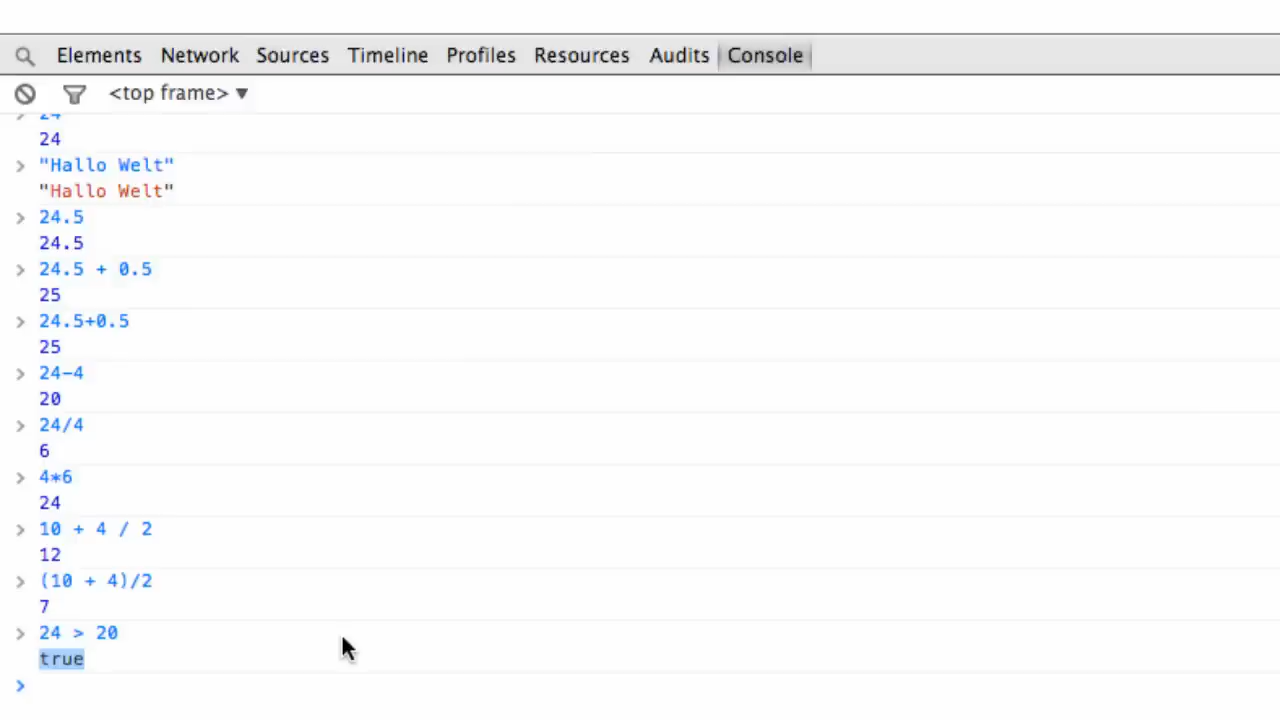 Elements Network Sources Timeline Profiles Resources Audits Console
<top frame> ▼
> 24
24
> "Hallo Welt"
"Hallo Welt"
> 24.5
24.5
> 24.5 + 0.5
25
> 24.5+0.5
25
> 24-4
20
> 24/4
6
> 4*6
24
> 10 + 4 / 2
12
> (10 + 4)/2
7
> 24 > 20
true
>